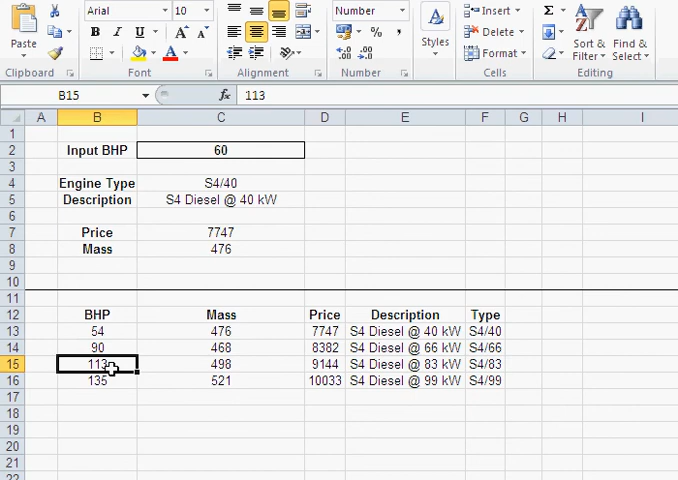 Arial 10 Number Insert Σ
Delete
Format
Paste B I U A % , Styles Sort & Find &
Filter Select
Clipboard Font Alignment Number Cells Editing
B15 fx 113
A B C D E F G H I
1
2 Input BHP 60
3
4 Engine Type S4/40
5 Description S4 Diesel @ 40 kW
6
7 Price 7747
8 Mass 476
9
10
11
12 BHP Mass Price Description Type
13 54 476 7747 S4 Diesel @ 40 kW S4/40
14 90 468 8382 S4 Diesel @ 66 kW S4/66
15 113 498 9144 S4 Diesel @ 83 kW S4/83
16 135 521 10033 S4 Diesel @ 99 kW S4/99
17
18
19
20
21
22